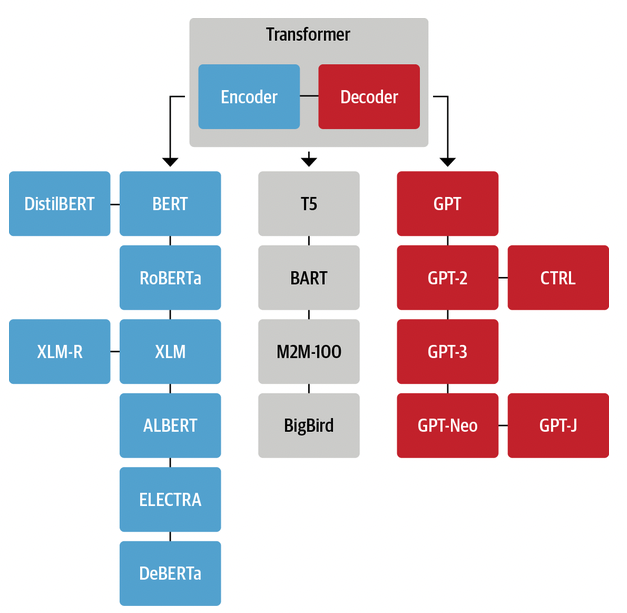 Transformer
Encoder
Decoder
DistilBERT
BERT
T5
GPT
RoBERTa
BART
GPT-2
CTRL
XLM-R
XLM
M2M-100
GPT-3
ALBERT
BigBird
GPT-Neo
GPT-J
ELECTRA
DeBERTa